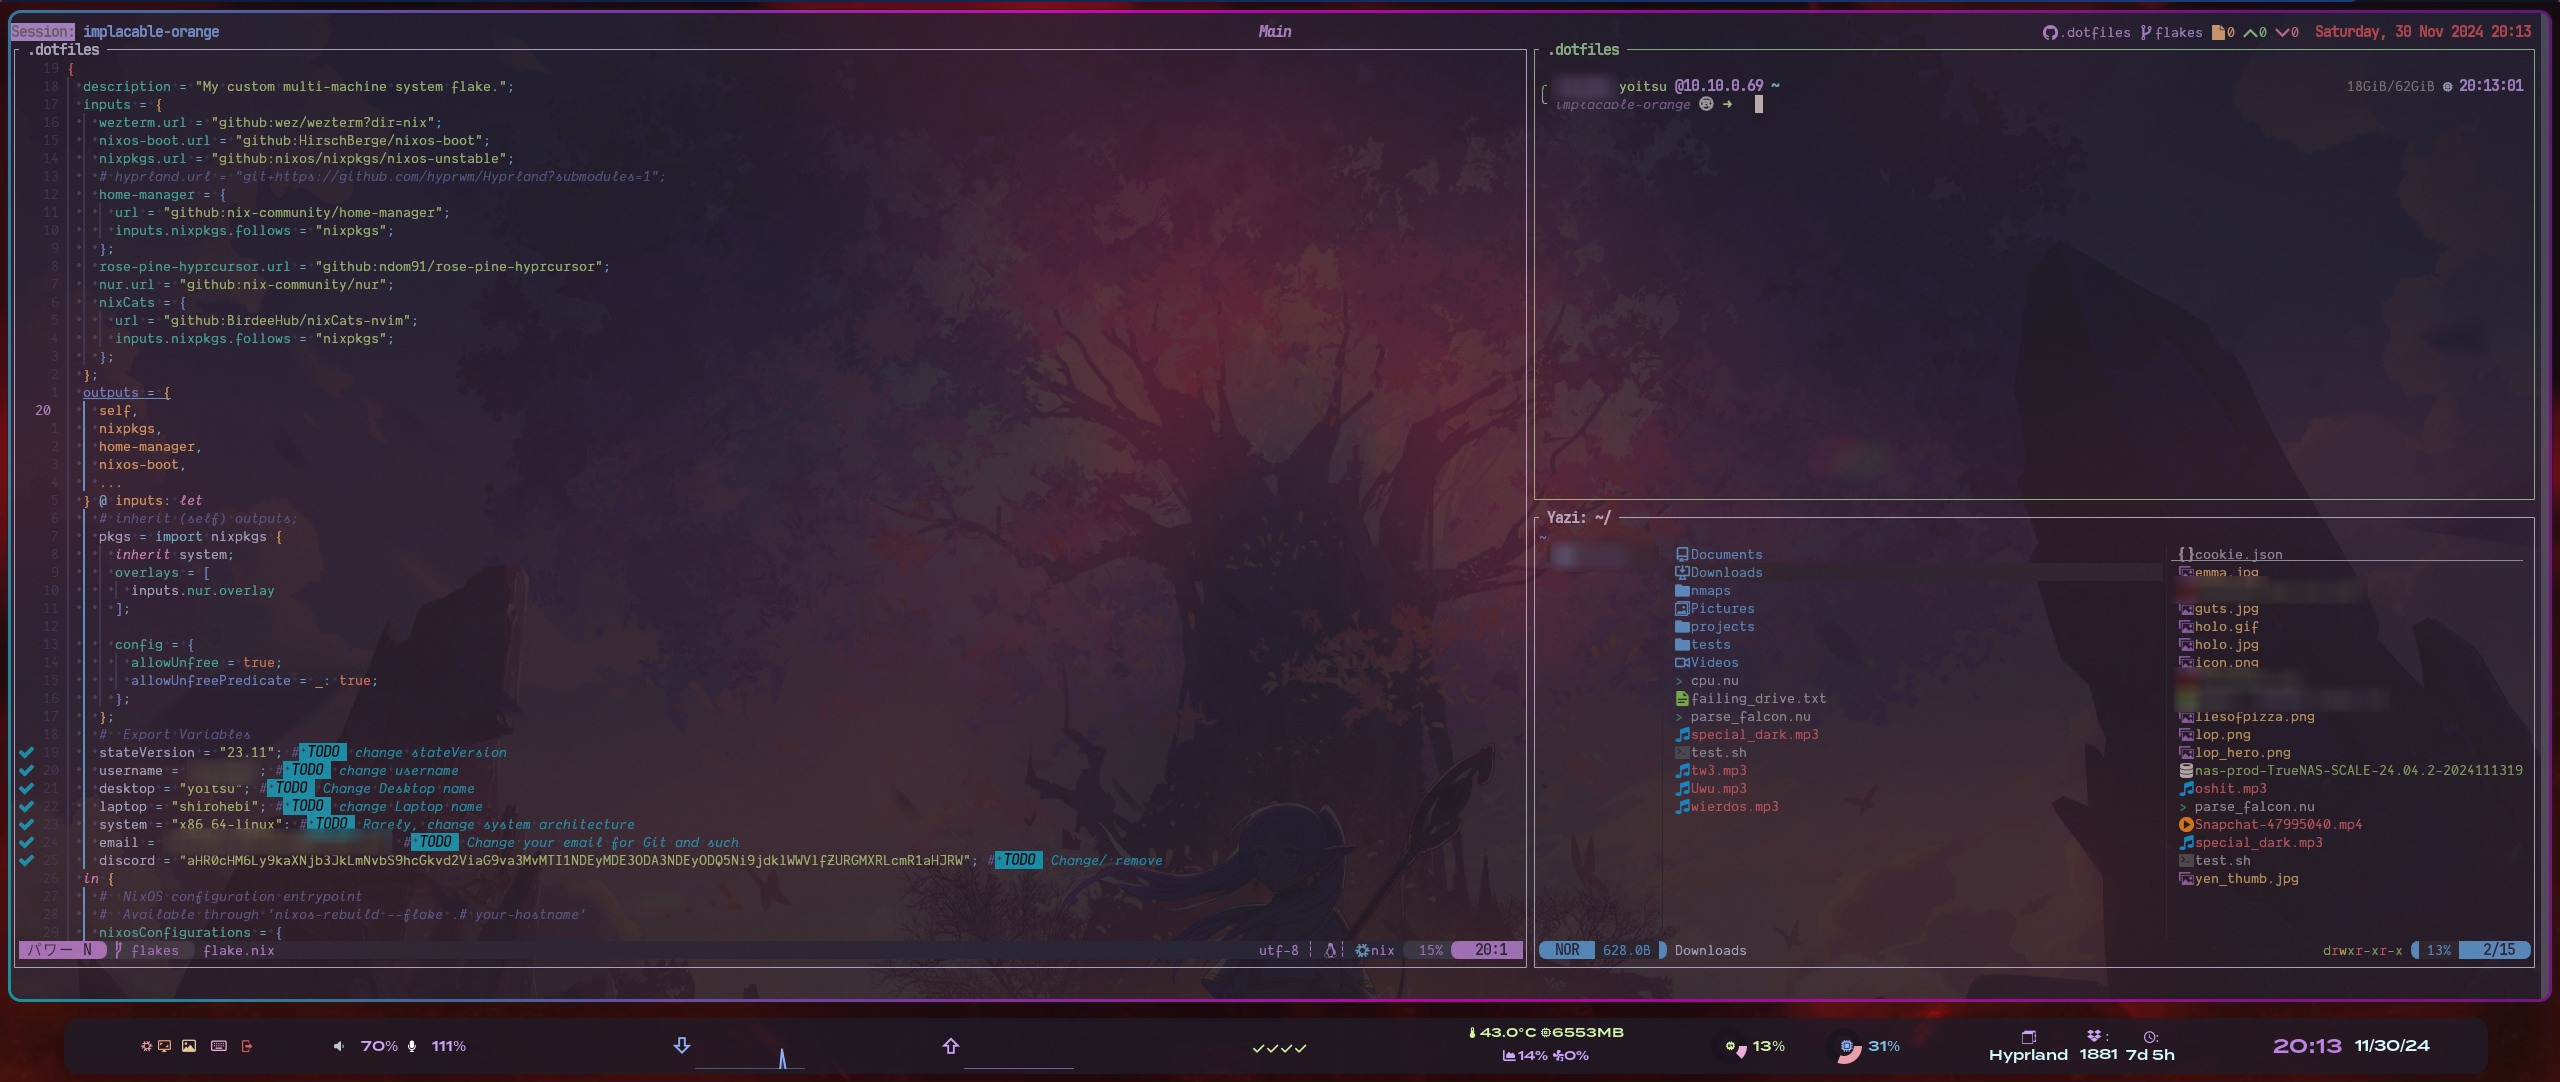 Session: implacable-orange
Main
.dotfiles flakes 0 0 0 Saturday, 30 Nov 2024 20:13
.dotfiles
19 {
18 description = "My custom multi-machine system flake.";
17 inputs = {
16 wezterm.url = "github:wez/wezterm?dir=nix";
15 nixos-boot.url = "github:HirschBerge/nixos-boot";
14 nixpkgs.url = "github:nixos/nixpkgs/nixos-unstable";
13 # hyprland.url = "git+https://github.com/hyprwm/Hyprland?submodules=1";
12 home-manager = {
11 url = "github:nix-community/home-manager";
10 inputs.nixpkgs.follows = "nixpkgs";
9 };
8 rose-pine-hyprcursor.url = "github:ndom91/rose-pine-hyprcursor";
7 nur.url = "github:nix-community/nur";
6 nixCats = {
5 url = "github:BirdeeHub/nixCats-nvim";
4 inputs.nixpkgs.follows = "nixpkgs";
3 };
2 };
1 outputs = {
20 self,
1 nixpkgs,
2 home-manager,
3 nixos-boot,
4 ...
5 } @ inputs: let
6 # inherit (self) outputs;
7 pkgs = import nixpkgs {
8 inherit system;
9 overlays = [
10 inputs.nur.overlay
11 ];
12
13 config = {
14 allowUnfree = true;
15 allowUnfreePredicate = _: true;
16 };
17 };
18 # Export Variables
19 stateVersion = "23.11"; # TODO change stateVersion
20 username = ; # TODO change username
21 desktop = "yoitsu"; # TODO Change Desktop name
22 laptop = "shirohebi"; # TODO change Laptop name
23 system = "x86_64-linux"; # TODO Rarely, change system architecture
24 email = # TODO Change your email for Git and such
25 discord = "aHR0cHM6Ly9kaXNjb3JkLmNvbS9hcGkvd2ViaG9va3MvMTI1NDEyMDE3ODA3NDEyODQ5Ni9jdklWWVlfZURGMXRLcmR1aHJRW"; # TODO Change/ remove
26 in {
27 # NixOS configuration entrypoint
28 # Available through 'nixos-rebuild --flake .# your-hostname'
29 nixosConfigurations = {
パワー N flakes flake.nix utf-8 nix 15% 20:1
.dotfiles
yoitsu @10.10.0.69 ~ 18GiB/62GiB 20:13:01
implacable-orange ➜
Yazi: ~/
~
Documents
Downloads
nmaps
Pictures
projects
tests
Videos
> cpu.nu
failing_drive.txt
> parse_falcon.nu
special_dark.mp3
test.sh
tw3.mp3
Uwu.mp3
wierdos.mp3
{}cookie.json
emma.jpg
guts.jpg
holo.gif
holo.jpg
icon.png
liesofpizza.png
lop.png
lop_hero.png
nas-prod-TrueNAS-SCALE-24.04.2-2024111319
oshit.mp3
> parse_falcon.nu
Snapchat-47995040.mp4
special_dark.mp3
test.sh
yen_thumb.jpg
NOR 628.0B Downloads drwxr-xr-x 13% 2/15
70% 111%
43.0°C 6553MB
14% 0%
13% 31%
Hyprland : 1881 : 7d 5h
20:13 11/30/24